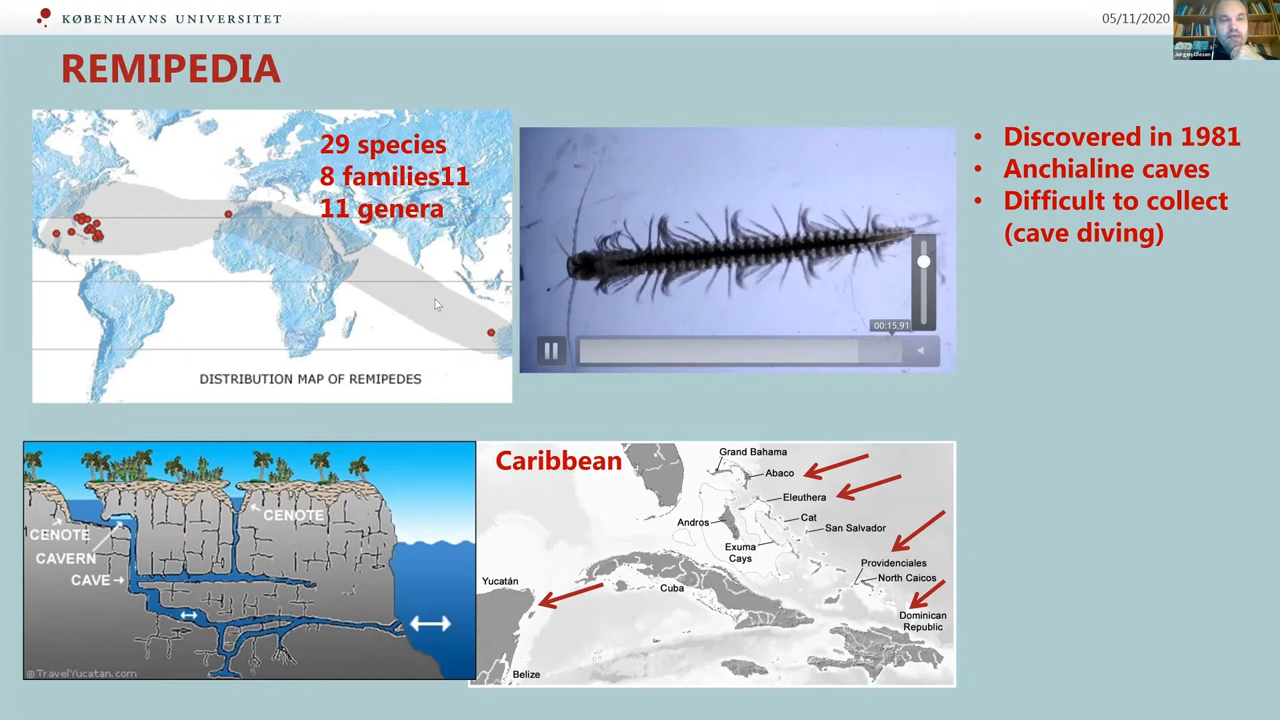 KØBENHAVNS UNIVERSITET
05/11/2020
Jørgen Olesen
REMIPEDIA
29 species
8 families11
11 genera
DISTRIBUTION MAP OF REMIPEDES
00:15,91
• Discovered in 1981
• Anchialine caves
• Difficult to collect
(cave diving)
CENOTE
CENOTE
CAVERN
CAVE
©TravelYucatan.com
Caribbean
Grand Bahama
Abaco
Eleuthera
Andros
Cat
San Salvador
Exuma
Cays
Providenciales
North Caicos
Yucatán
Cuba
Dominican
Republic
Belize